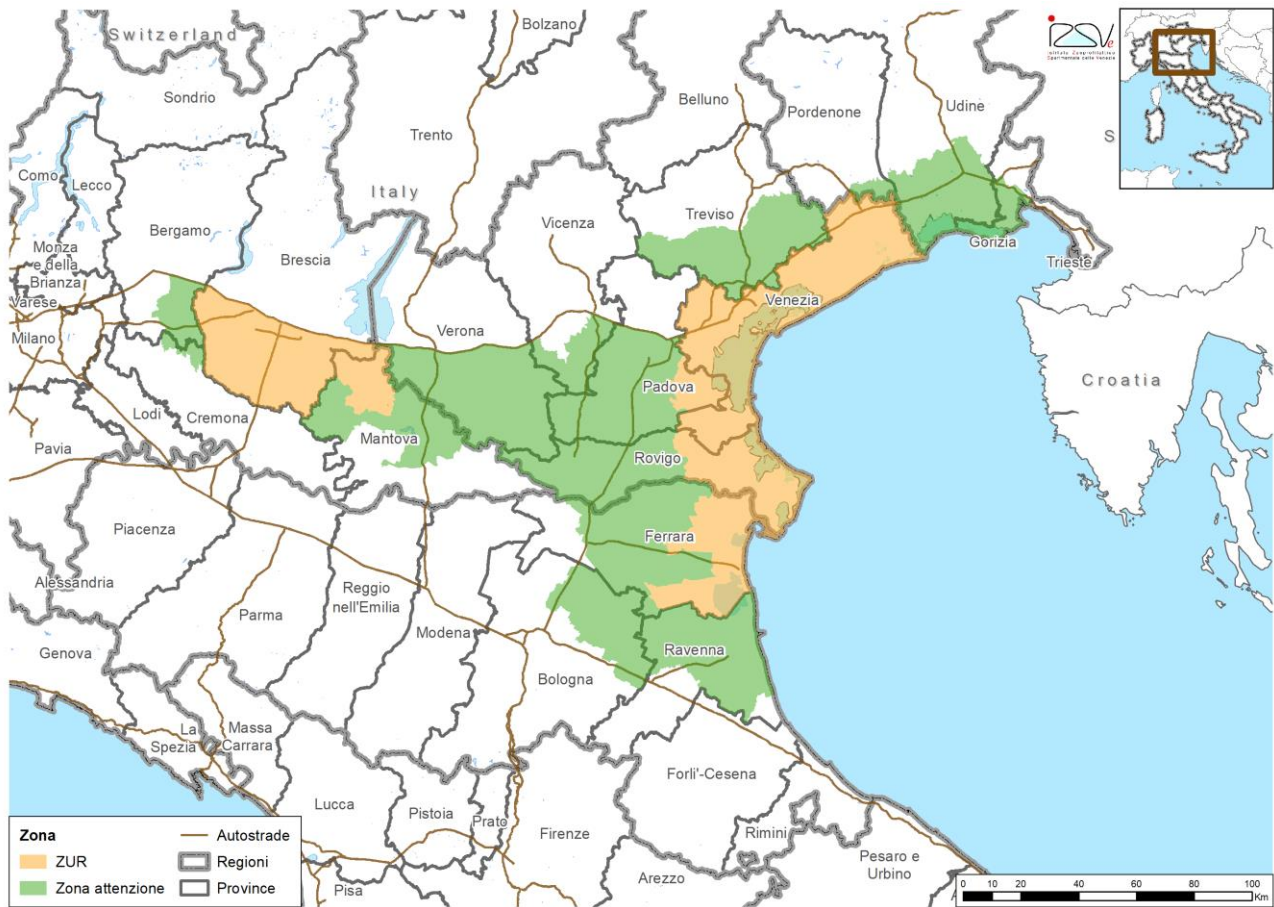 Switzerland
Bolzano
Sondrio
Belluno
Pordenone
Udine
S
Trento
Como
Lecco
Italy
Vicenza
Treviso
Bergamo
Gorizia
Monza
e della
Brianza
Brescia
Trieste
Varese
Venezia
Verona
Milano
Croatia
Padova
Lodi
Cremona
Mantova
Pavia
Rovigo
Piacenza
Ferrara
Alessandria
Reggio
nell'Emilia
Parma
Modena
Ravenna
Genova
Bologna
La
Spezia
Massa
Carrara
Forli'-Cesena
Lucca
Pistoia
Prato
Firenze
Rimini
Pesaro e
Urbino
Arezzo
Pisa
A
Zona
ZUR
Zona attenzione
Autostrade
Regioni
Province
0 10 20 40 60 80 100
Km